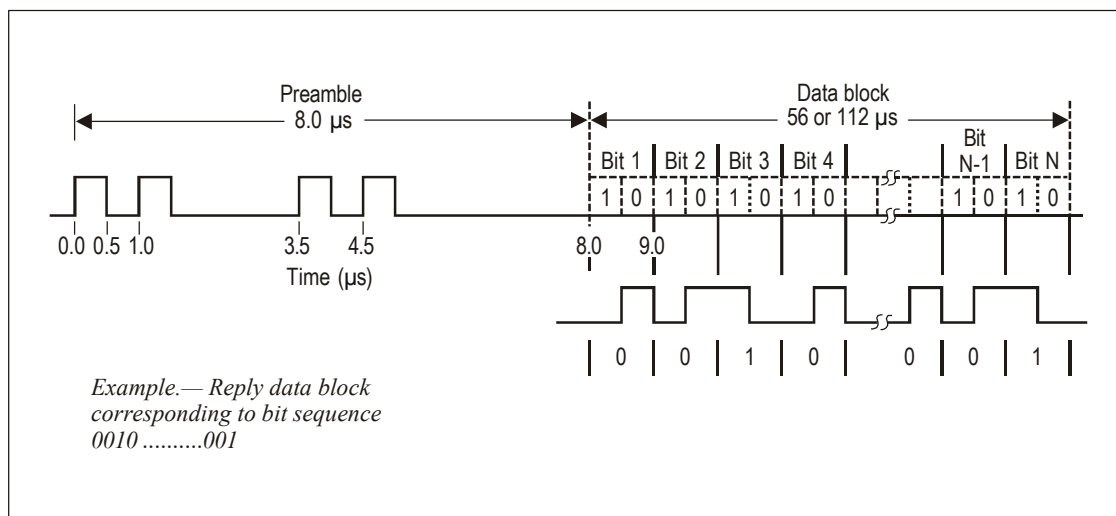 Preamble
8.0 µs
Data block
56 or 112 µs
Bit 1 Bit 2 Bit 3 Bit 4 Bit N-1 Bit N
1 0 1 0 1 0 1 0 1 0 1 0
0.0 0.5 1.0 3.5 4.5 8.0 9.0
Time (µs)
0 0 1 0 0 0 1
Example.— Reply data block
corresponding to bit sequence
0010 ..........001